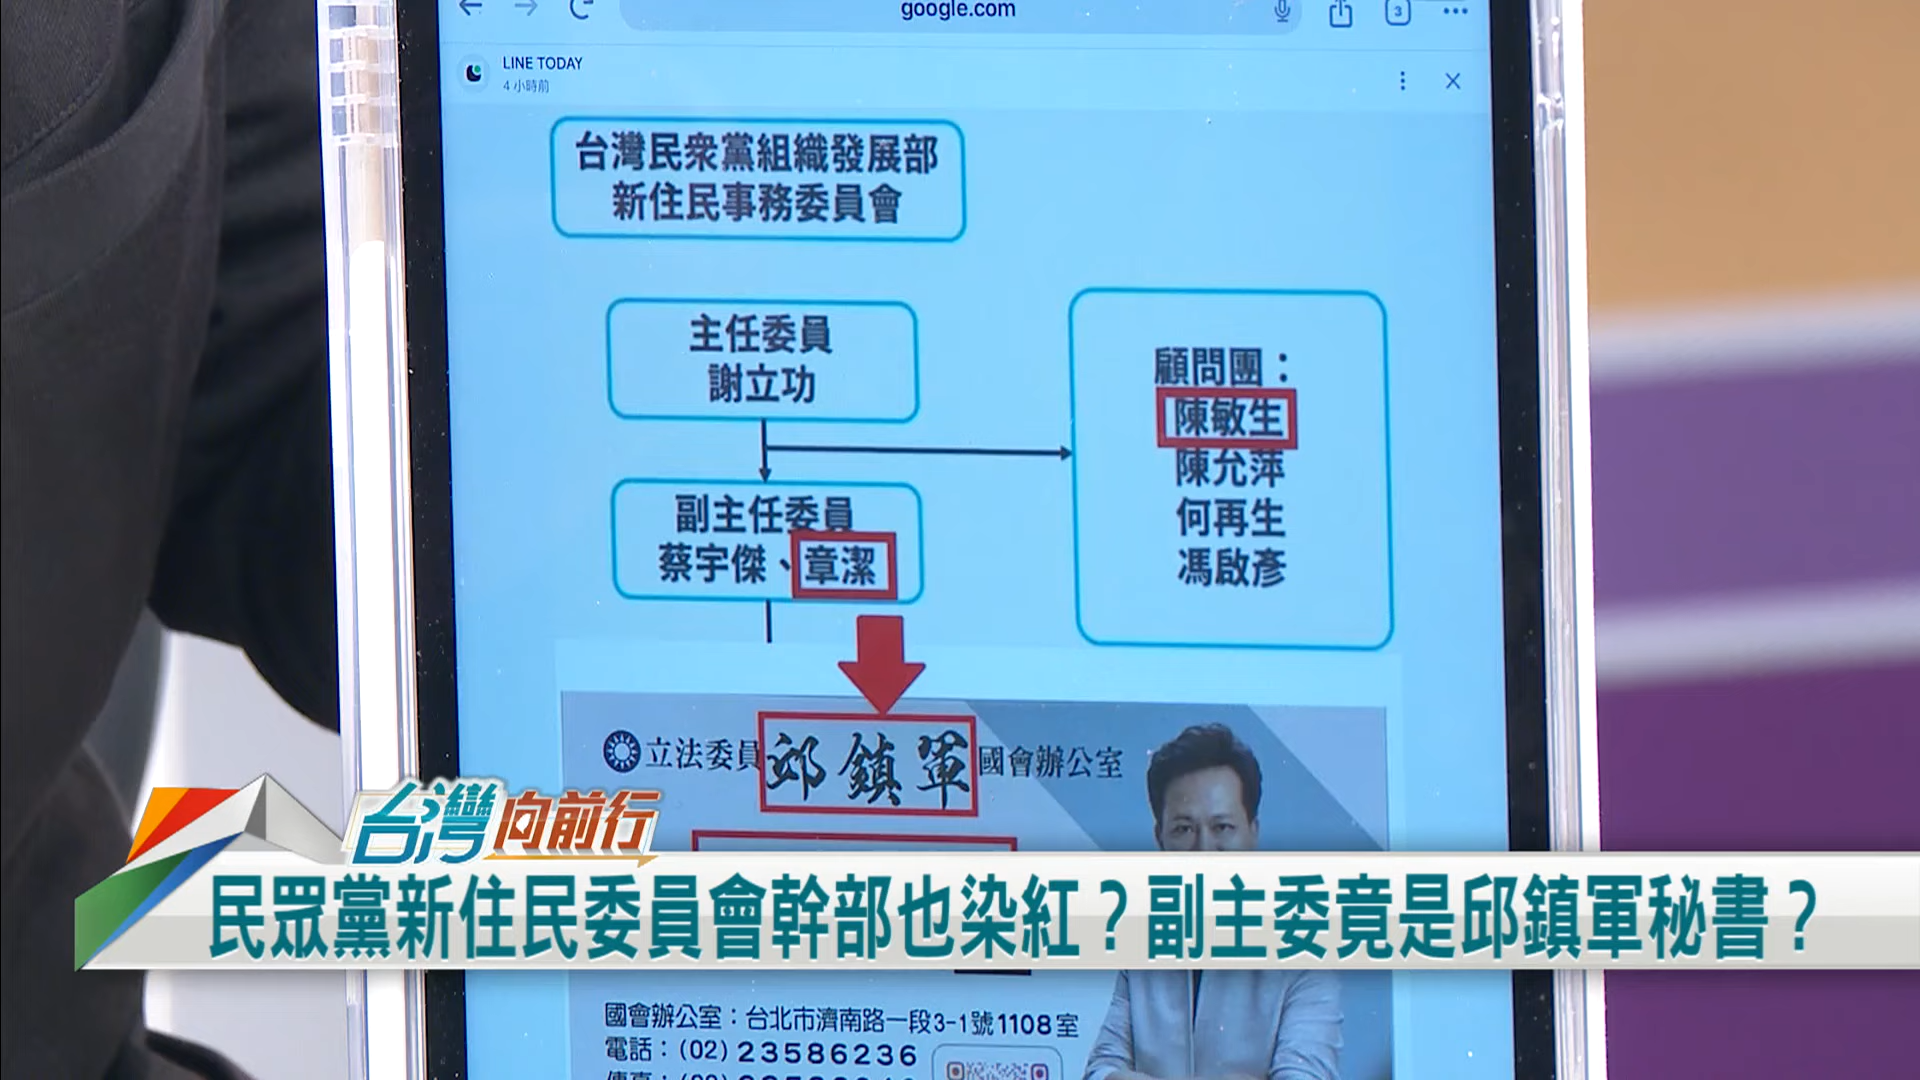 google.com
3
LINE TODAY
4 小時前
台灣民衆黨組織發展部
新住民事務委員會
主任委員
謝立功
顧問團：
陳敏生
陳允萍
何再生
馮啟彥
副主任委員
蔡宇傑、章潔
立法委員邱鎮軍國會辦公室
台灣向前行
民眾黨新住民委員會幹部也染紅？副主委竟是邱鎮軍秘書？
國會辦公室：台北市濟南路一段3-1號1108室
電話：(02)23586236